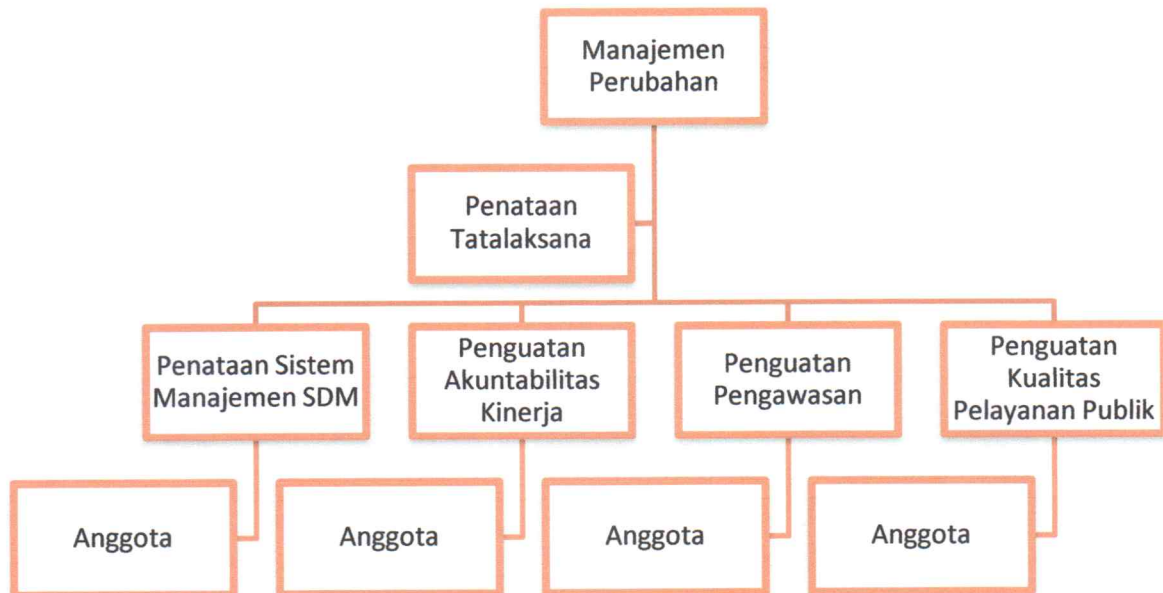 Manajemen
Perubahan
Penataan
Tatalaksana
Penataan Sistem
Manajemen SDM
Penguatan
Akuntabilitas
Kinerja
Penguatan
Pengawasan
Penguatan
Kualitas
Pelayanan Publik
Anggota
Anggota
Anggota
Anggota